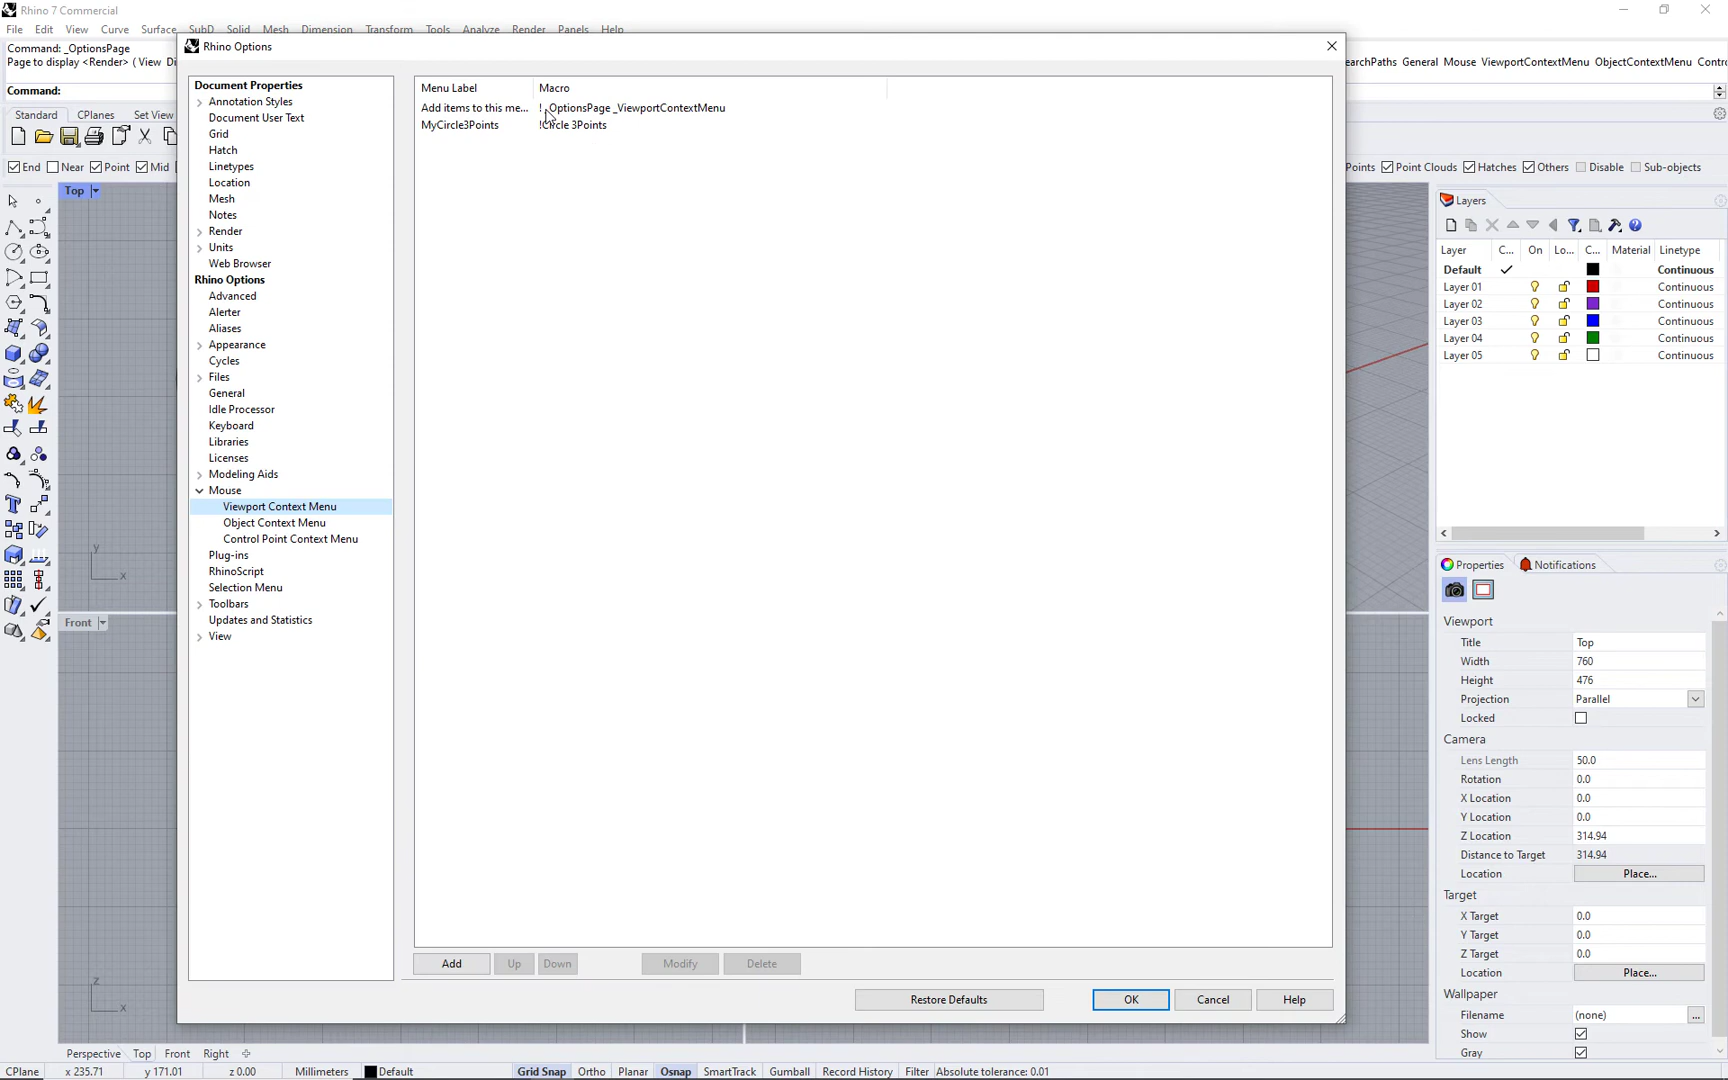 Rhino 7 Commercial
File Edit View Curve Surface SubD Solid Mesh Dimension Transform Tools Analyze Render Panels Help
Command: _OptionsPage
Page to display <Render> ( View Di
earchPaths General Mouse ViewportContextMenu ObjectContextMenu Contro
Command:
Standard CPlanes Set View
End Near Point Mid
Points Point Clouds Hatches Others Disable Sub-objects
Top
Front
y
x
z
x
Rhino Options
Document Properties
Annotation Styles
Document User Text
Grid
Hatch
Linetypes
Location
Mesh
Notes
Render
Units
Web Browser
Rhino Options
Advanced
Alerter
Aliases
Appearance
Cycles
Files
General
Idle Processor
Keyboard
Libraries
Licenses
Modeling Aids
Mouse
Viewport Context Menu
Object Context Menu
Control Point Context Menu
Plug-ins
RhinoScript
Selection Menu
Toolbars
Updates and Statistics
View
Menu Label Macro
Add items to this me... ! _OptionsPage _ViewportContextMenu
MyCircle3Points !Circle 3Points
Add Up Down Modify Delete
Restore Defaults OK Cancel Help
Layers
Layer C... On Lo... C... Material Linetype
Default Continuous
Layer 01 Continuous
Layer 02 Continuous
Layer 03 Continuous
Layer 04 Continuous
Layer 05 Continuous
Properties Notifications
Viewport
Title Top
Width 760
Height 476
Projection Parallel
Locked
Camera
Lens Length 50.0
Rotation 0.0
X Location 0.0
Y Location 0.0
Z Location 314.94
Distance to Target 314.94
Location Place...
Target
X Target 0.0
Y Target 0.0
Z Target 0.0
Location Place...
Wallpaper
Filename (none) ...
Show
Gray
Perspective Top Front Right
CPlane x 235.71 y 171.01 z 0.00 Millimeters Default Grid Snap Ortho Planar Osnap SmartTrack Gumball Record History Filter Absolute tolerance: 0.01